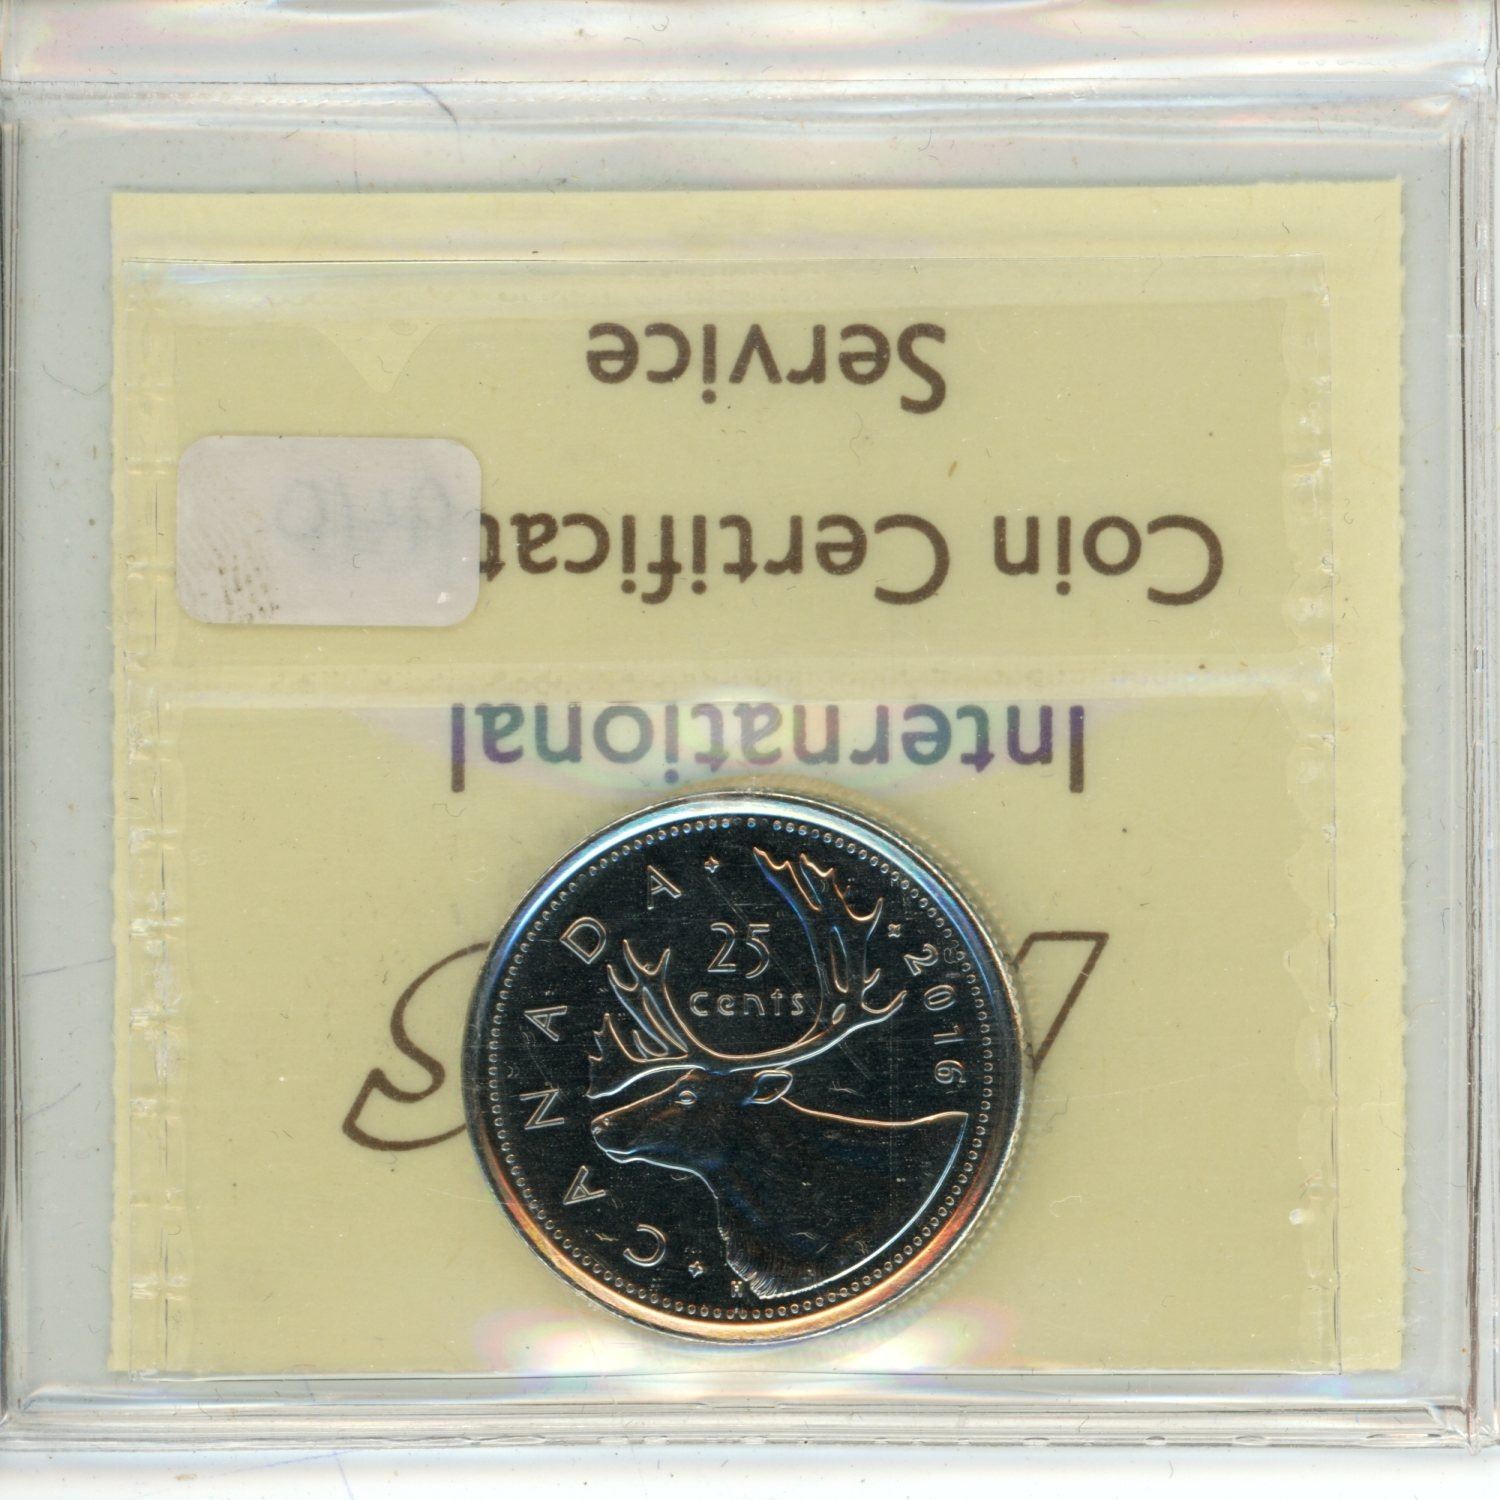 International
Coin Certificat
Service
CANADA
25
cents
2016
H